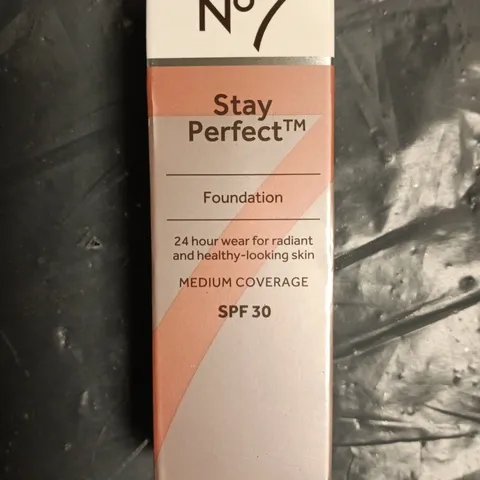 No7
Stay
Perfect™
Foundation
24 hour wear for radiant
and healthy-looking skin
MEDIUM COVERAGE
SPF 30